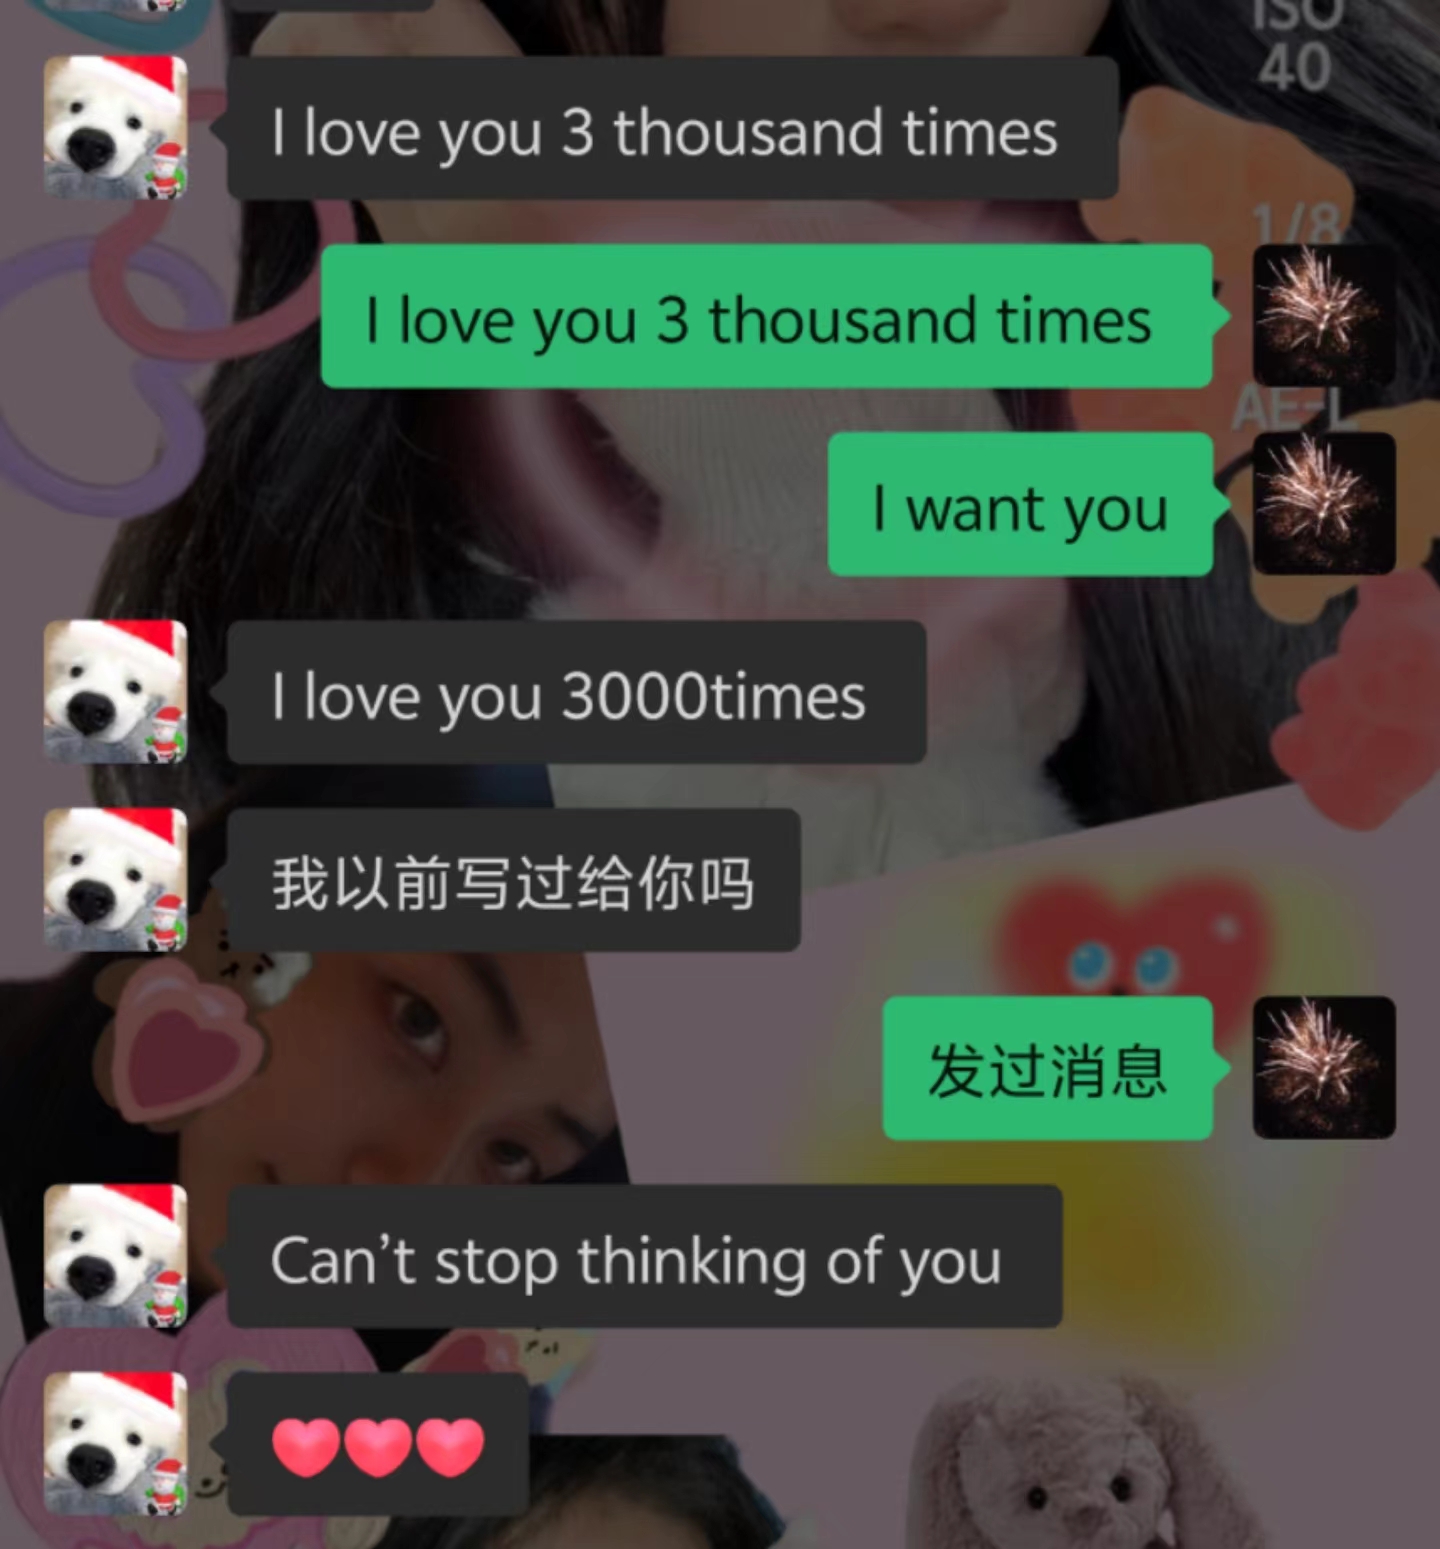 ISO
40
I love you 3 thousand times
1/8
I love you 3 thousand times
AE-L
I want you
I love you 3000times
我以前写过给你吗
发过消息
Can’t stop thinking of you
❤❤❤